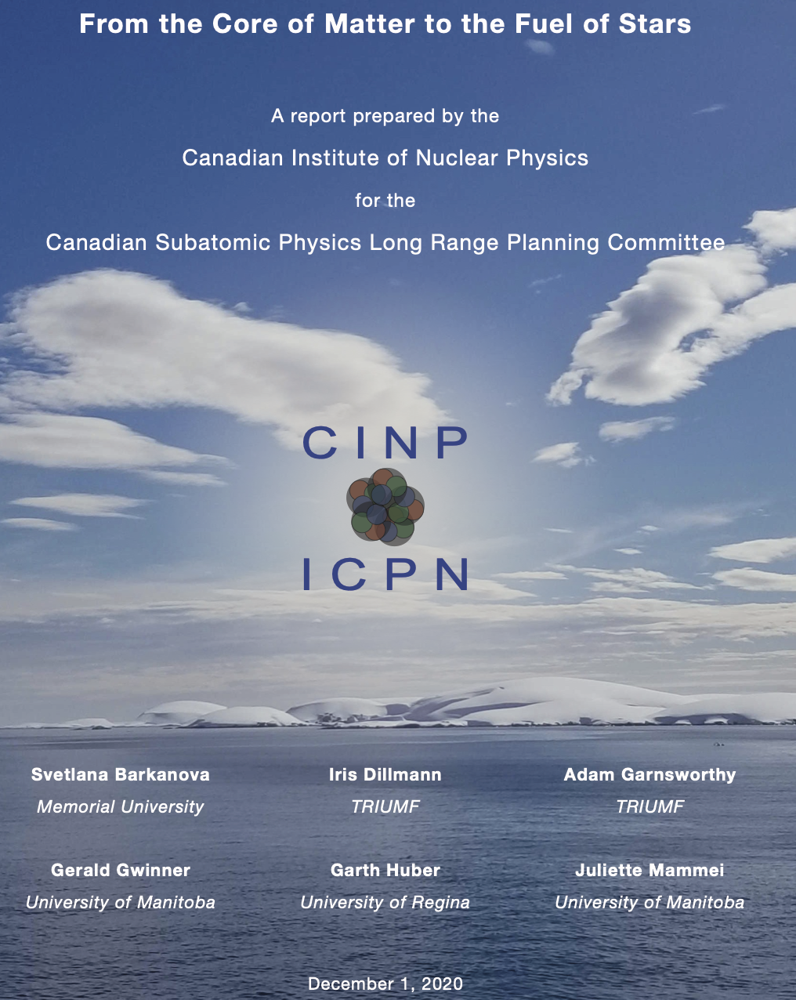 From the Core of Matter to the Fuel of Stars
A report prepared by the
Canadian Institute of Nuclear Physics
for the
Canadian Subatomic Physics Long Range Planning Committee
CINP
ICPN
Svetlana Barkanova Iris Dillmann Adam Garnsworthy
Memorial University TRIUMF TRIUMF
Gerald Gwinner Garth Huber Juliette Mammei
University of Manitoba University of Regina University of Manitoba
December 1, 2020